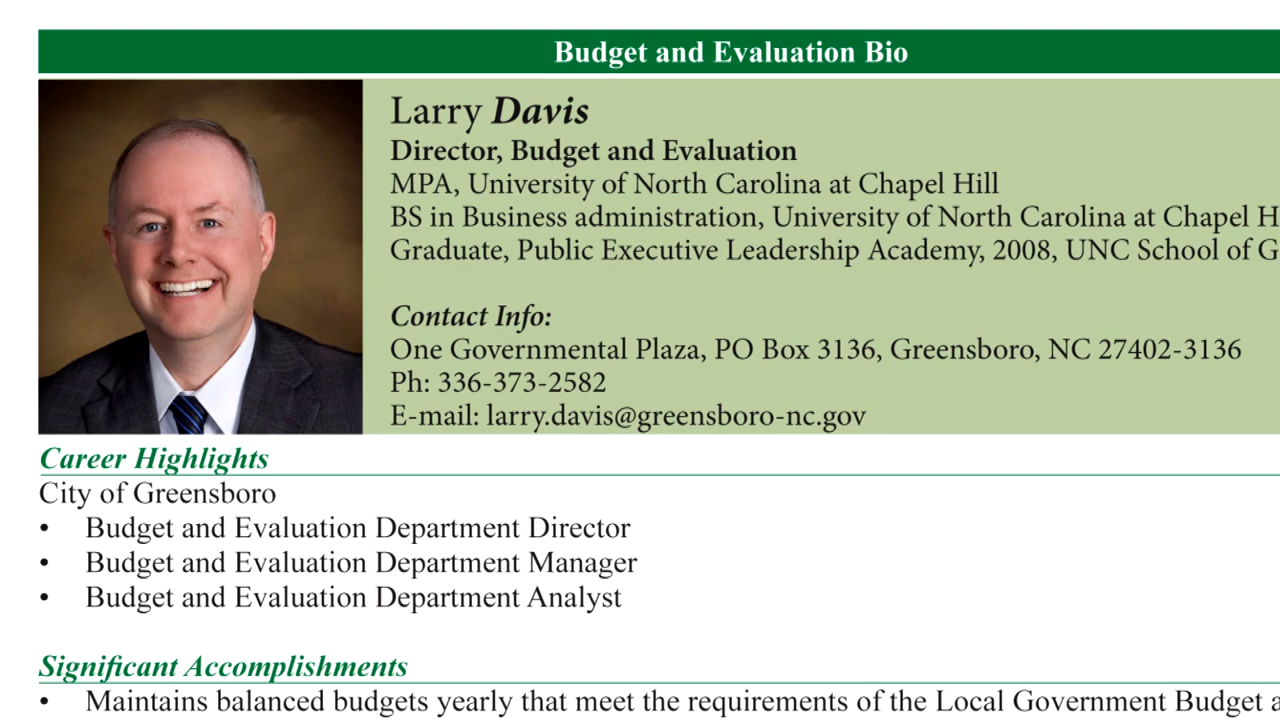 Budget and Evaluation Bio
Larry Davis
Director, Budget and Evaluation
MPA, University of North Carolina at Chapel Hill
BS in Business administration, University of North Carolina at Chapel H
Graduate, Public Executive Leadership Academy, 2008, UNC School of G
Contact Info:
One Governmental Plaza, PO Box 3136, Greensboro, NC 27402-3136
Ph: 336-373-2582
E-mail: larry.davis@greensboro-nc.gov
Career Highlights
City of Greensboro
• Budget and Evaluation Department Director
• Budget and Evaluation Department Manager
• Budget and Evaluation Department Analyst
Significant Accomplishments
• Maintains balanced budgets yearly that meet the requirements of the Local Government Budget a